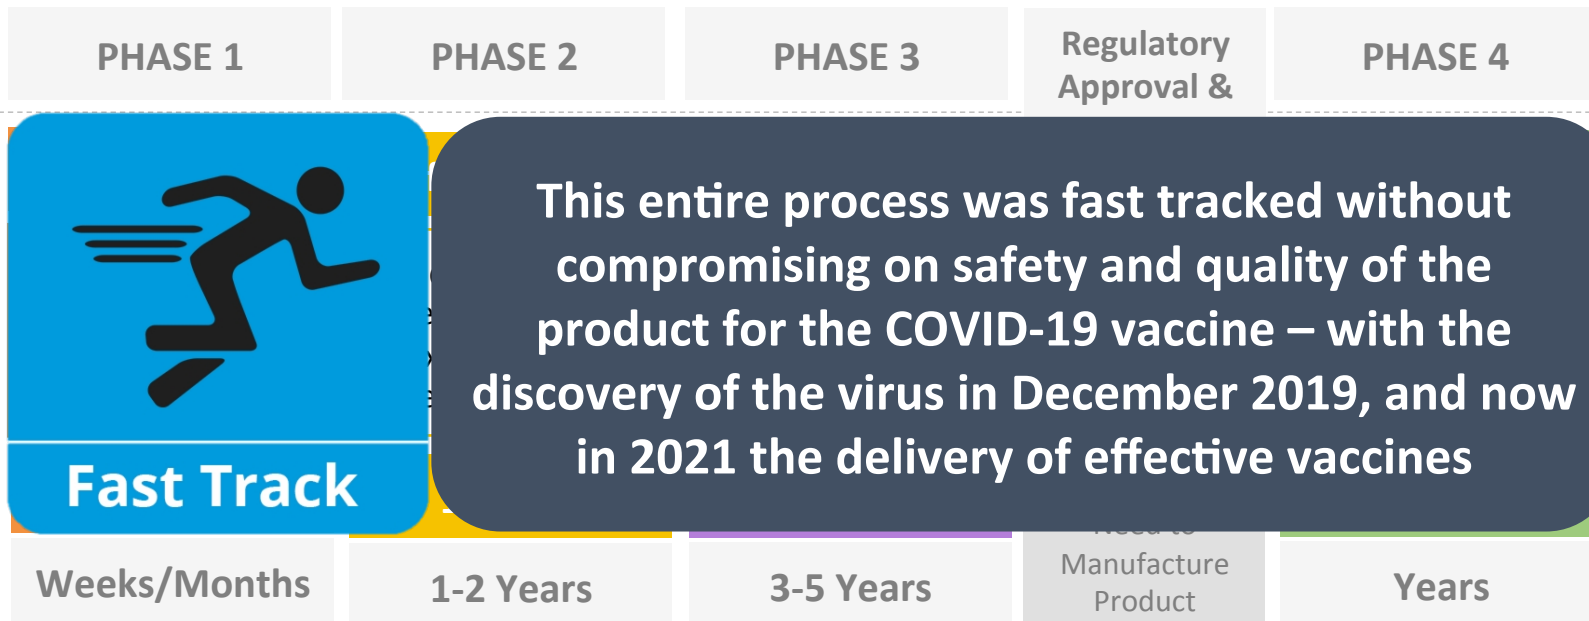 PHASE 1
PHASE 2
PHASE 3
Regulatory
Approval &
PHASE 4
This entire process was fast tracked without
compromising on safety and quality of the
product for the COVID-19 vaccine – with the
discovery of the virus in December 2019, and now
in 2021 the delivery of effective vaccines
Fast Track
Weeks/Months
1-2 Years
3-5 Years
Need to
Manufacture
Product
Years